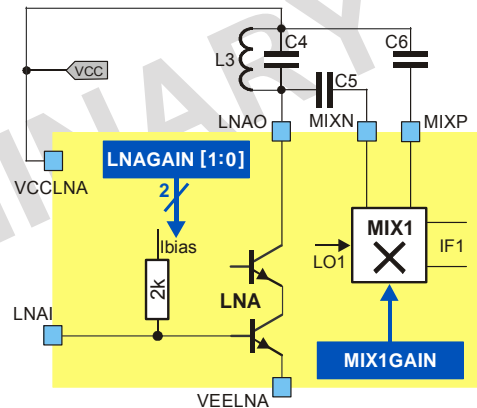 C4
C6
L3
VCC
C5
LNAO
MIXN
MIXP
LNAGAIN [1:0]
VCCLNA
2
Ibias
MIX1
IF1
LO1
2k
LNA
LNAI
MIX1GAIN
VEELNA